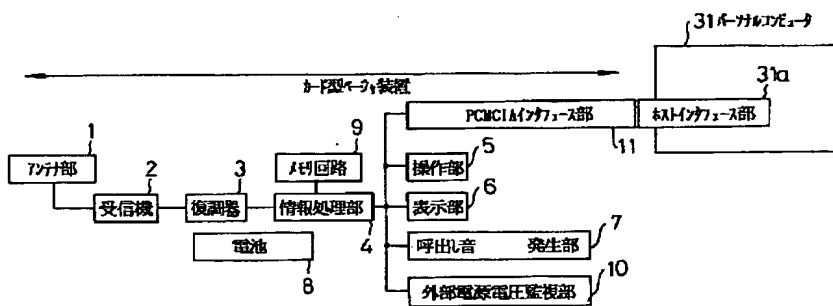 31 パーソナルコンピュータ
カード型ページャ装置
31a
PCMCIAインタフェース部
ホストインタフェース部
11
1
アンテナ部
9
メモリ回路
5
操作部
2
受信機
3
復調器
情報処理部
4
6
表示部
電池
8
7
呼出し音 発生部
10
外部電源電圧監視部